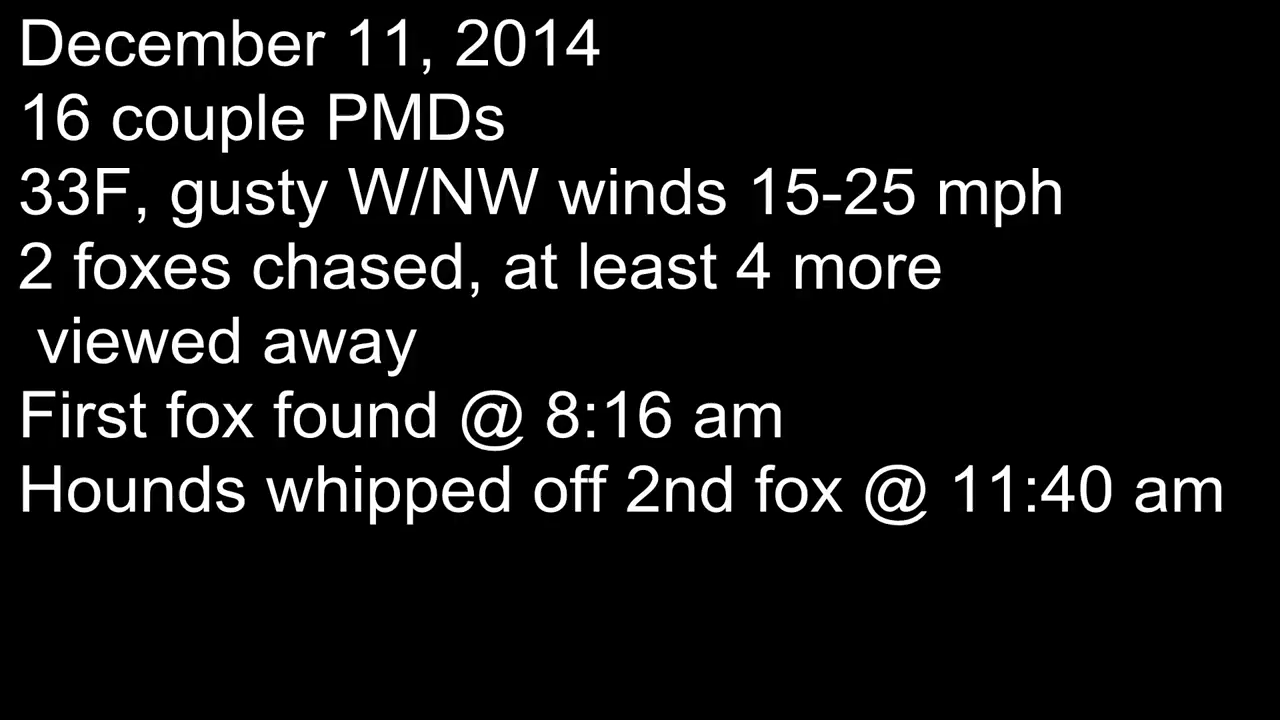 December 11, 2014
16 couple PMDs
33F, gusty W/NW winds 15-25 mph
2 foxes chased, at least 4 more
viewed away
First fox found @ 8:16 am
Hounds whipped off 2nd fox @ 11:40 am